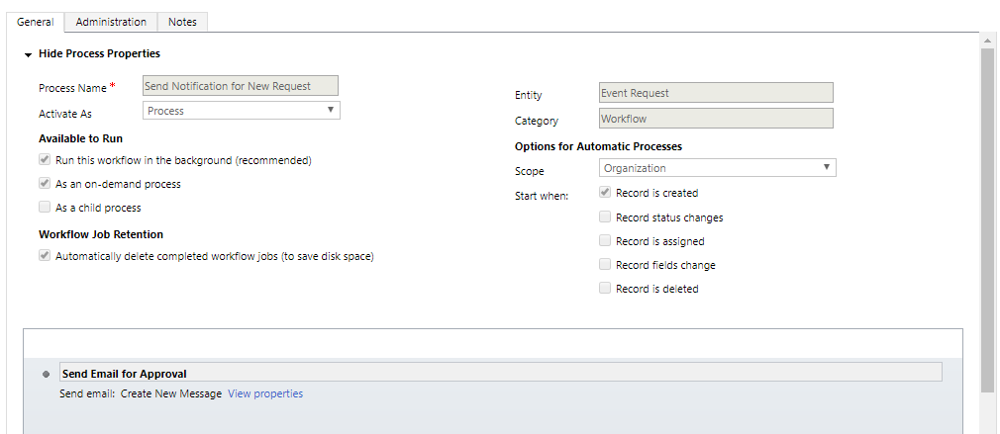 General Administration Notes
Hide Process Properties
Process Name *
Send Notification for New Request
Activate As
Process
Available to Run
Run this workflow in the background (recommended)
As an on-demand process
As a child process
Workflow Job Retention
Automatically delete completed workflow jobs (to save disk space)
Entity
Event Request
Category
Workflow
Options for Automatic Processes
Scope
Organization
Start when:
Record is created
Record status changes
Record is assigned
Record fields change
Record is deleted
Send Email for Approval
Send email: Create New Message View properties